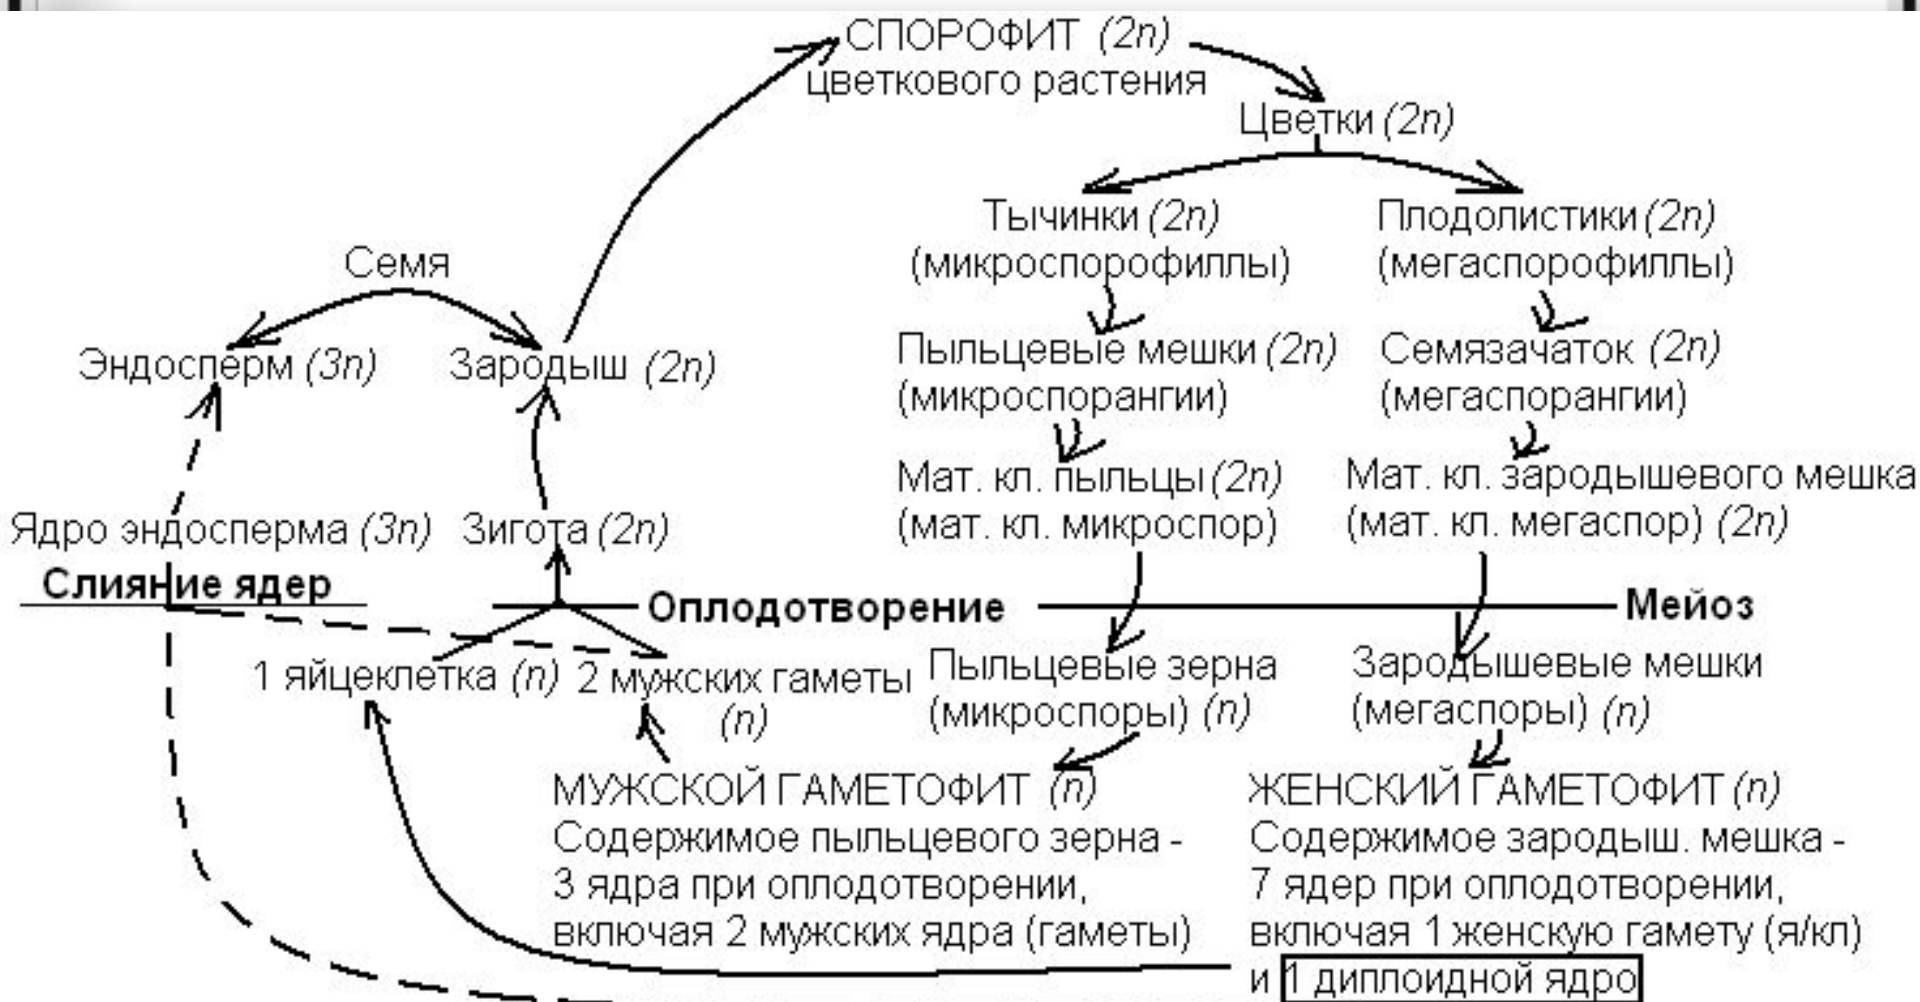 СПОРОФИТ (2n)
цветкового растения
Цветки (2n)
Тычинки (2n)
(микроспорофиллы)
Плодолистики (2n)
(мегаспорофиллы)
Семя
Эндосперм (3n)
Зародыш (2n)
Пыльцевые мешки (2n)
(микроспорангии)
Семязачаток (2n)
(мегаспорангии)
Мат. кл. пыльцы (2n)
(мат. кл. микроспор)
Мат. кл. зародышевого мешка
(мат. кл. мегаспор) (2n)
Ядро эндосперма (3n)
Зигота (2n)
Слияние ядер
Оплодотворение
Мейоз
1 яйцеклетка (n)
2 мужских гаметы
(n)
Пыльцевые зерна
(микроспоры) (n)
Зародышевые мешки
(мегаспоры) (n)
МУЖСКОЙ ГАМЕТОФИТ (n)
Содержимое пыльцевого зерна -
3 ядра при оплодотворении,
включая 2 мужских ядра (гаметы)
ЖЕНСКИЙ ГАМЕТОФИТ (n)
Содержимое зародыш. мешка -
7 ядер при оплодотворении,
включая 1 женскую гамету (я/кл)
и 1 диплоидной ядро